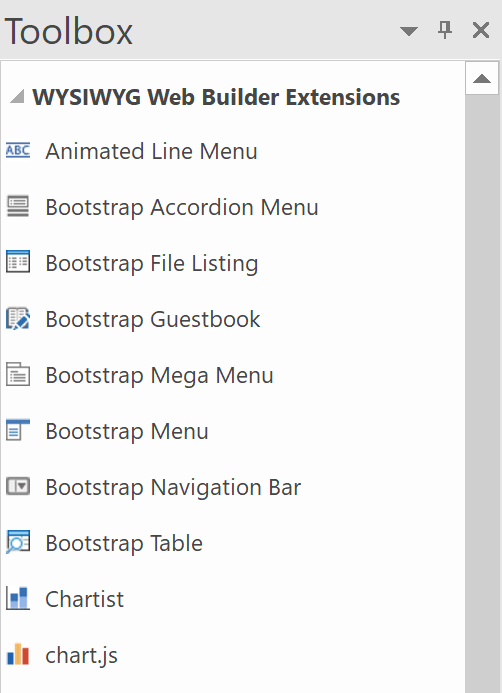 Toolbox
WYSIWYG Web Builder Extensions
ABC
Animated Line Menu
Bootstrap Accordion Menu
Bootstrap File Listing
Bootstrap Guestbook
Bootstrap Mega Menu
Bootstrap Menu
Bootstrap Navigation Bar
Bootstrap Table
Chartist
chart.js